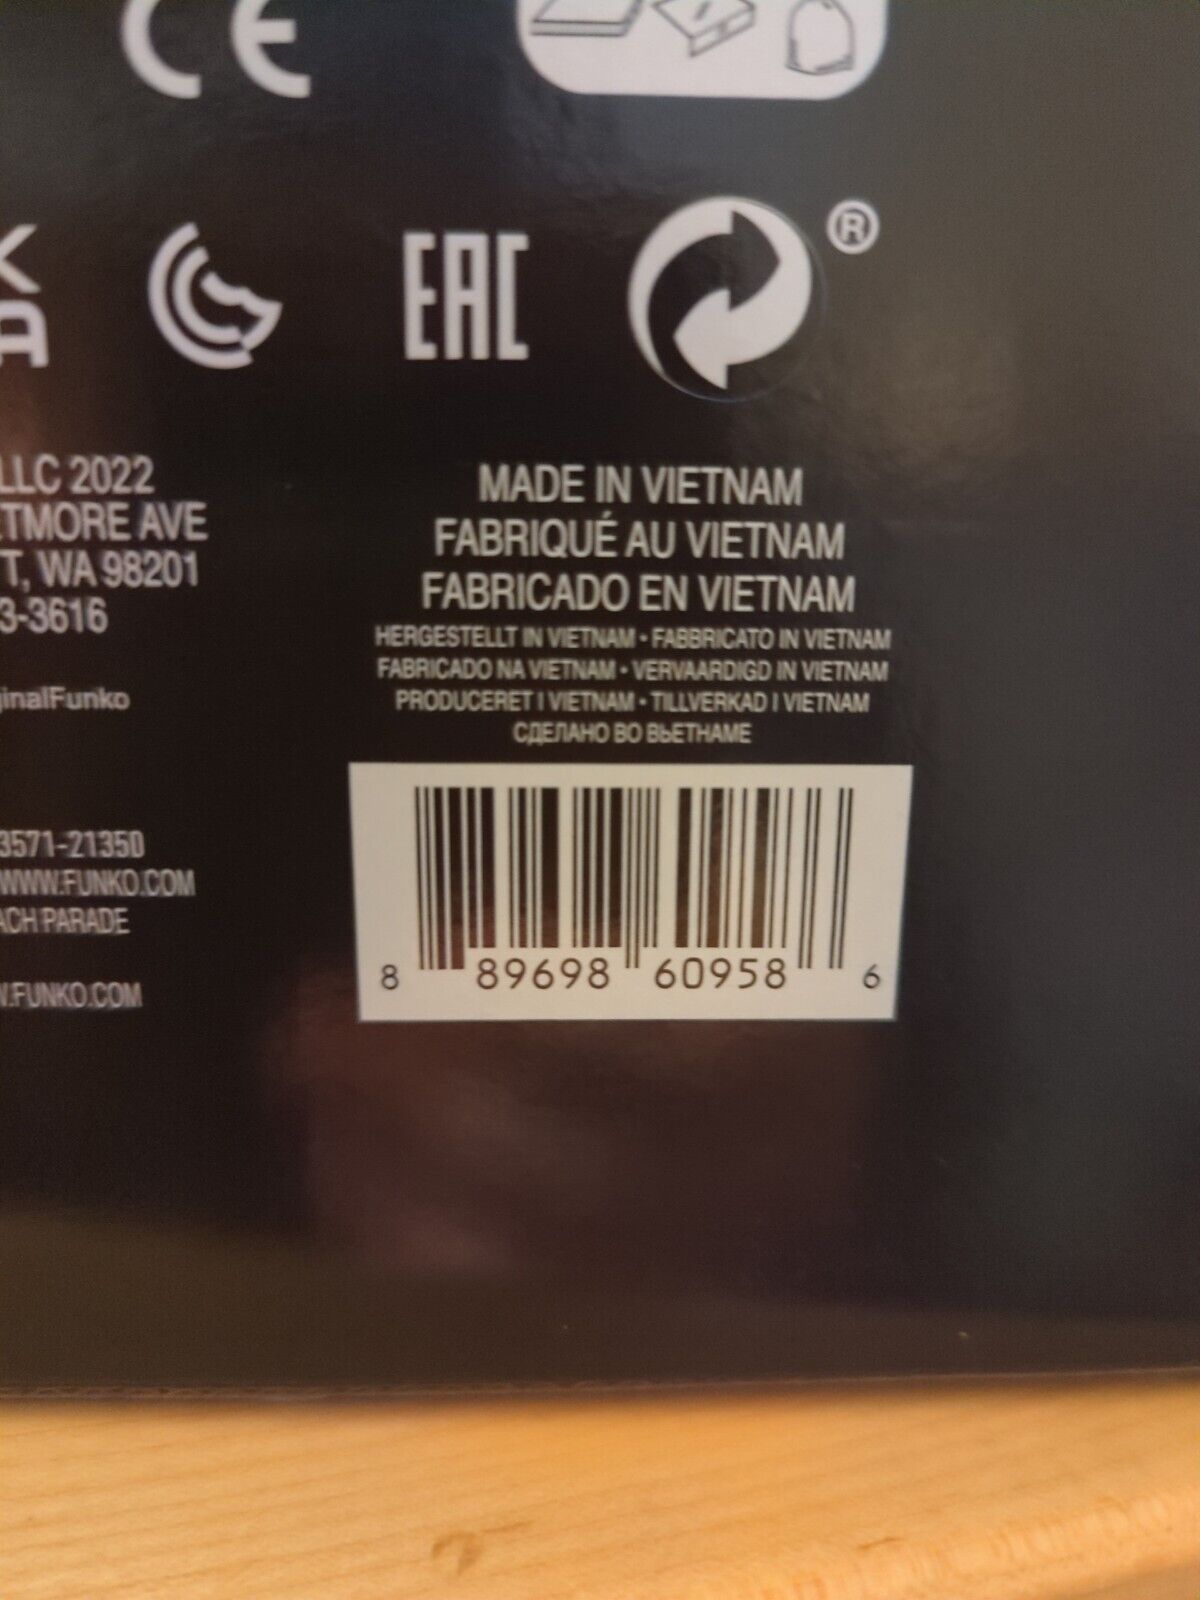 CE
K
A
EAC
®
LLC 2022
ETMORE AVE
T, WA 98201
3-3616
ginalFunko
3571-21350
WWW.FUNKO.COM
ACH PARADE
W.FUNKO.COM
MADE IN VIETNAM
FABRIQUÉ AU VIETNAM
FABRICADO EN VIETNAM
HERGESTELLT IN VIETNAM • FABBRICATO IN VIETNAM
FABRICADO NA VIETNAM • VERVAARDIGD IN VIETNAM
PRODUCERET I VIETNAM • TILLVERKAD I VIETNAM
СДЕЛАНО ВО ВЬЕТНАМЕ
8 89698 60958 6